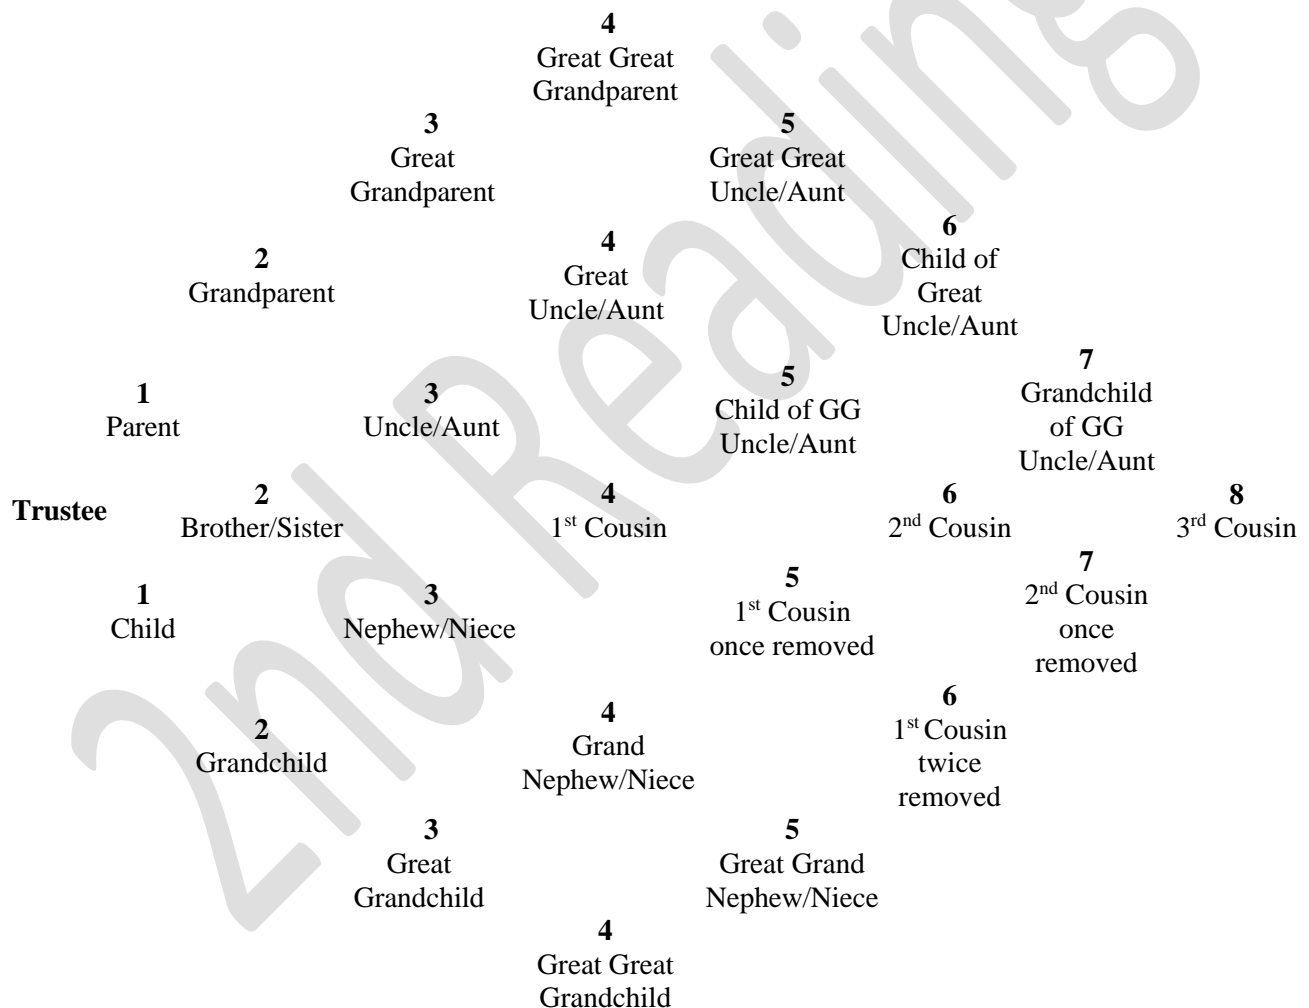 4
Great Great
Grandparent
3
Great
Grandparent
5
Great Great
Uncle/Aunt
2
Grandparent
4
Great
Uncle/Aunt
6
Child of
Great
Uncle/Aunt
1
Parent
3
Uncle/Aunt
5
Child of GG
Uncle/Aunt
7
Grandchild
of GG
Uncle/Aunt
Trustee
2
Brother/Sister
4
1st Cousin
6
2nd Cousin
8
3rd Cousin
1
Child
3
Nephew/Niece
5
1st Cousin
once removed
7
2nd Cousin
once
removed
2
Grandchild
4
Grand
Nephew/Niece
6
1st Cousin
twice
removed
3
Great
Grandchild
5
Great Grand
Nephew/Niece
4
Great Great
Grandchild
2nd Reading